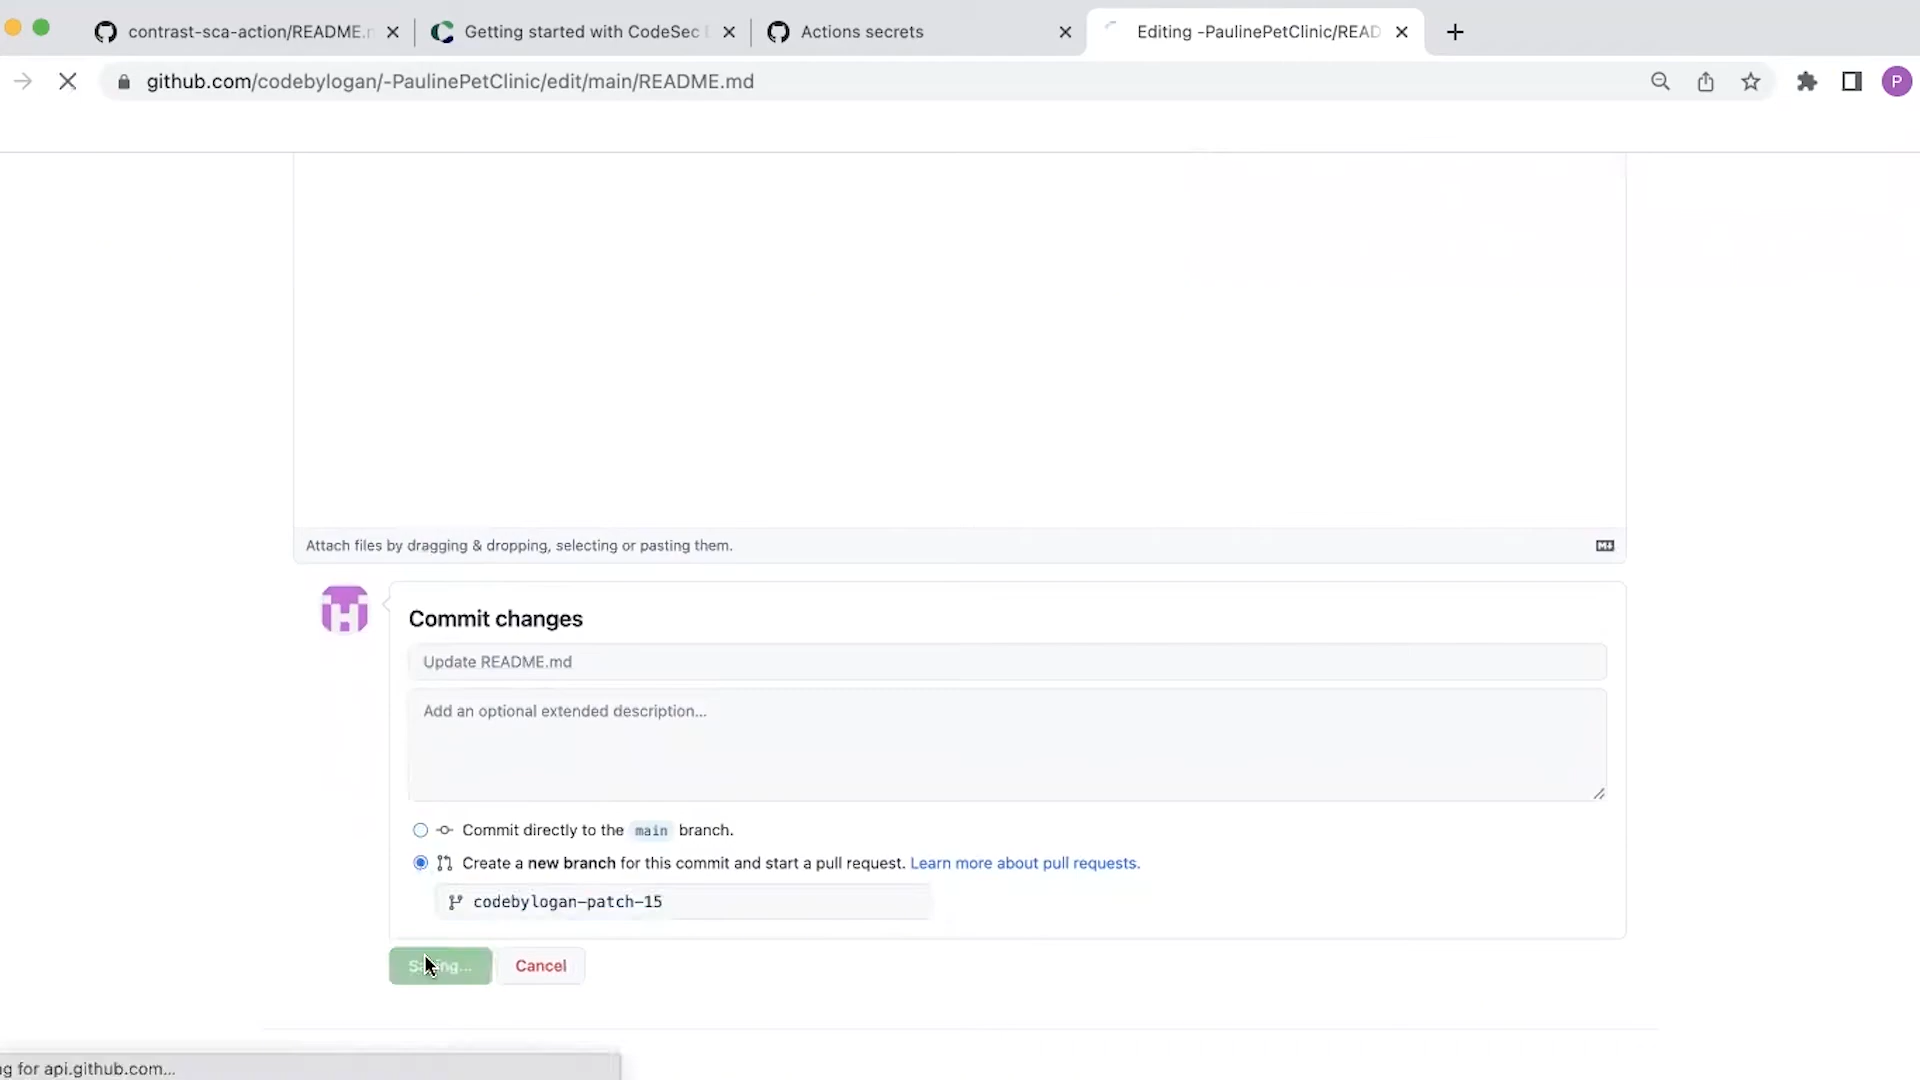 contrast-sca-action/README.r
Getting started with CodeSec
Actions secrets
Editing -PaulinePetClinic/READ
github.com/codebylogan/-PaulinePetClinic/edit/main/README.md
P
Attach files by dragging & dropping, selecting or pasting them.
Commit changes
Update README.md
Add an optional extended description...
Commit directly to the main branch.
Create a new branch for this commit and start a pull request. Learn more about pull requests.
codebylogan-patch-15
Cancel
g for api.github.com...